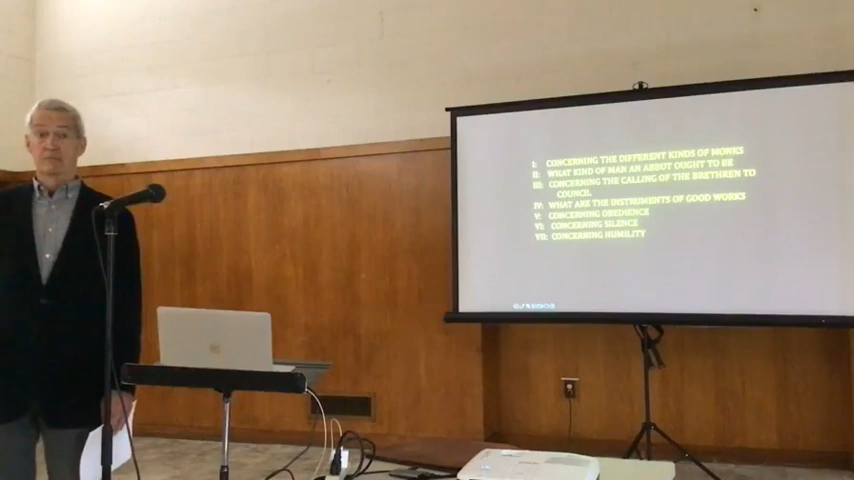 I: CONCERNING THE DIFFERENT KINDS OF MONKS
II: WHAT KIND OF MAN AN ABBOT OUGHT TO BE
III: CONCERNING THE CALLING OF THE BRETHREN TO
COUNCIL.
IV: WHAT ARE THE INSTRUMENTS OF GOOD WORKS
V: CONCERNING OBEDIENCE
VI: CONCERNING SILENCE
VII: CONCERNING HUMILITY